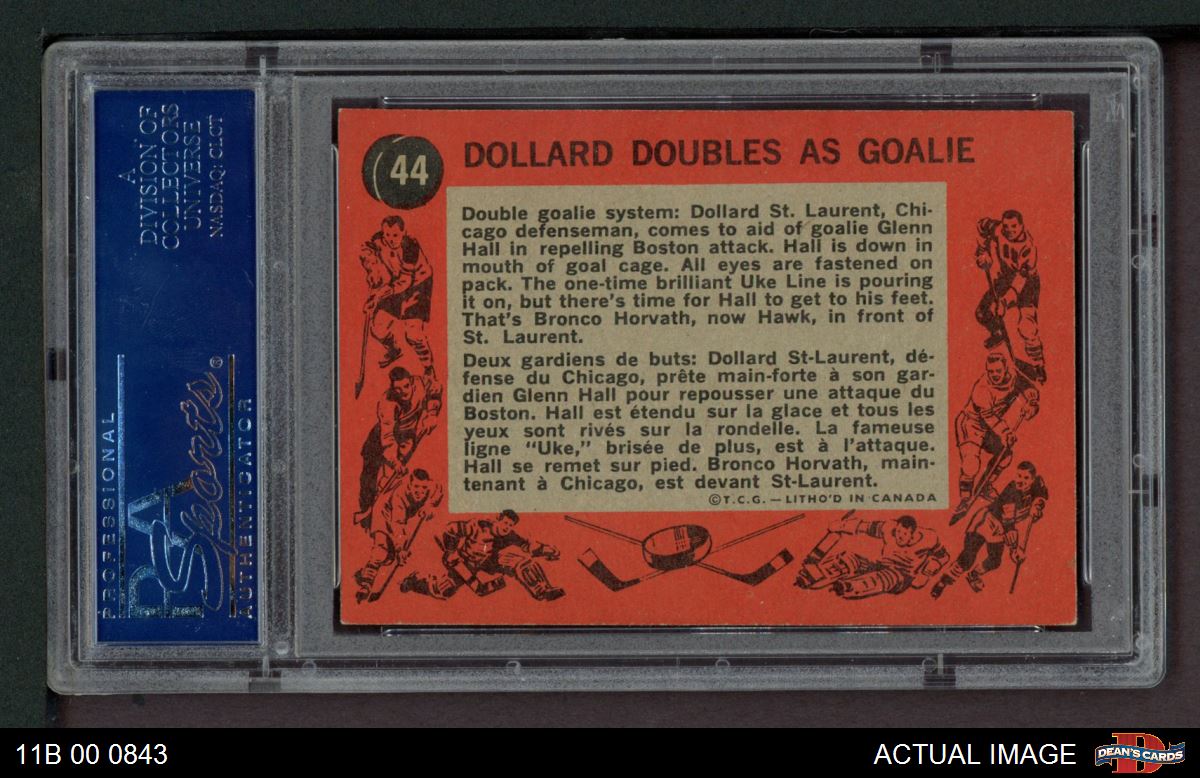 A
DIVISION OF
COLLECTORS
UNIVERSE
NASDAQ: CLCT
PROFESSIONAL
PSA
Sports®
AUTHENTICATOR
44
DOLLARD DOUBLES AS GOALIE
Double goalie system: Dollard St. Laurent, Chi-
cago defenseman, comes to aid of goalie Glenn
Hall in repelling Boston attack. Hall is down in
mouth of goal cage. All eyes are fastened on
pack. The one-time brilliant Uke Line is pouring
it on, but there's time for Hall to get to his feet.
That's Bronco Horvath, now Hawk, in front of
St. Laurent.
Deux gardiens de buts: Dollard St-Laurent, dé-
fense du Chicago, prête main-forte à son gar-
dien Glenn Hall pour repousser une attaque du
Boston. Hall est étendu sur la glace et tous les
yeux sont rivés sur la rondelle. La fameuse
ligne "Uke," brisée de plus, est à l'attaque.
Hall se remet sur pied. Bronco Horvath, main-
tenant à Chicago, est devant St-Laurent.
©T.C.G. — LITHO'D IN CANADA
11B 00 0843
ACTUAL IMAGE
DEAN'S CARDS